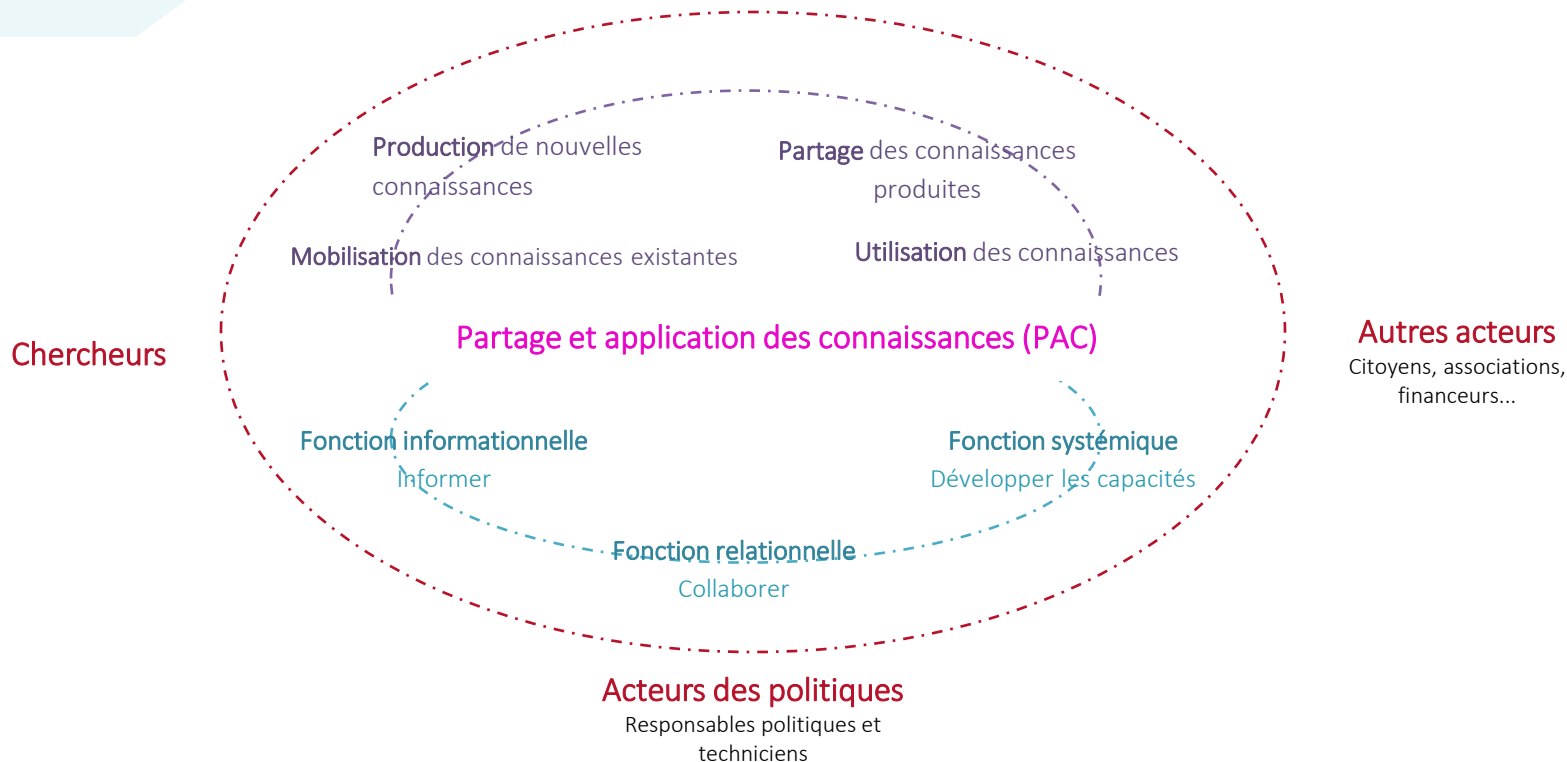 Production de nouvelles
connaissances
Partage des connaissances
produites
Mobilisation des connaissances existantes
Utilisation des connaissances
Partage et application des connaissances (PAC)
Chercheurs
Autres acteurs
Citoyens, associations,
financeurs...
Fonction informationnelle
Informer
Fonction systémique
Développer les capacités
Fonction relationnelle
Collaborer
Acteurs des politiques
Responsables politiques et
techniciens